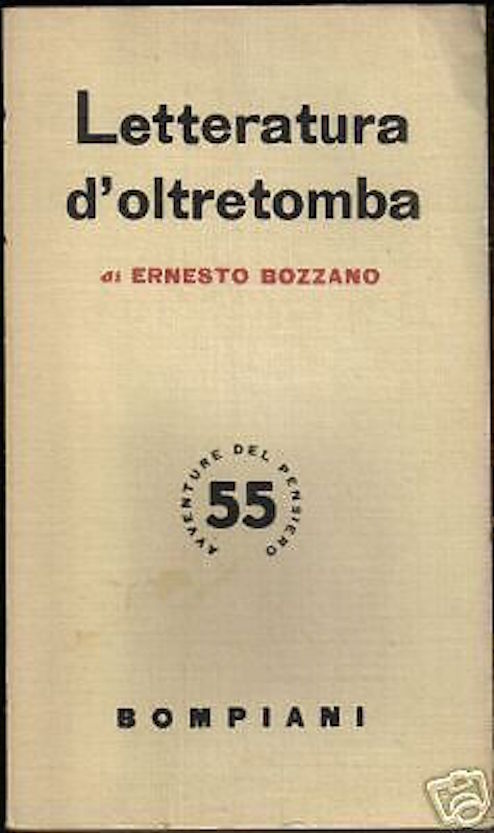 Letteratura
d'oltretomba
di ERNESTO BOZZANO
AVVENTURE DEL PENSIERO
55
BOMPIANI